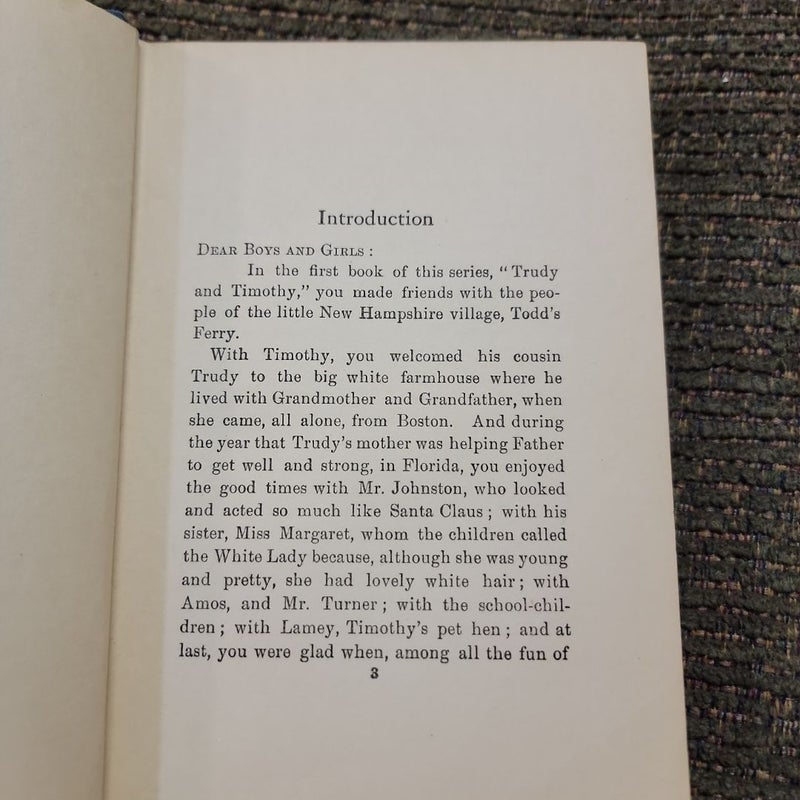 Introduction
Dear Boys and Girls :
In the first book of this series, "Trudy
and Timothy," you made friends with the peo-
ple of the little New Hampshire village, Todd's
Ferry.
With Timothy, you welcomed his cousin
Trudy to the big white farmhouse where he
lived with Grandmother and Grandfather, when
she came, all alone, from Boston. And during
the year that Trudy's mother was helping Father
to get well and strong, in Florida, you enjoyed
the good times with Mr. Johnston, who looked
and acted so much like Santa Claus ; with his
sister, Miss Margaret, whom the children called
the White Lady because, although she was young
and pretty, she had lovely white hair ; with
Amos, and Mr. Turner ; with the school-chil-
dren ; with Lamey, Timothy's pet hen ; and at
last, you were glad when, among all the fun of
3